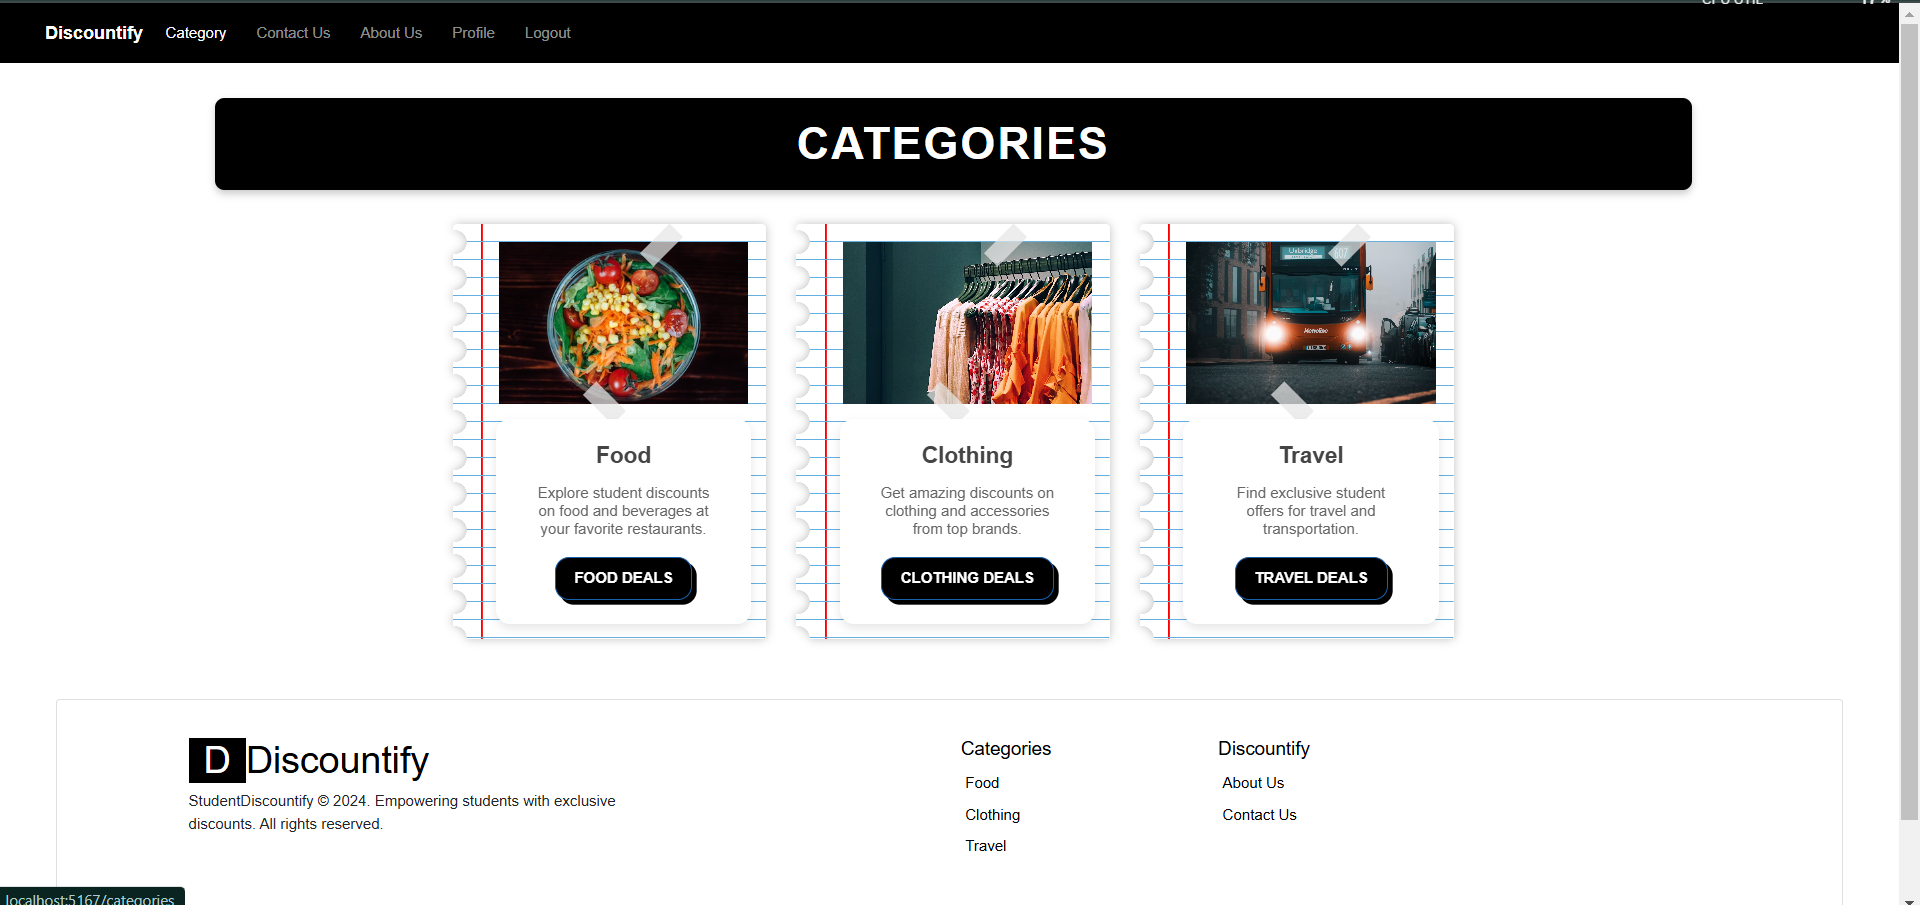 Discountify Category Contact Us About Us Profile Logout
CATEGORIES
Uxbridge
607
Metroline
Food
Explore student discounts
on food and beverages at
your favorite restaurants.
FOOD DEALS
Clothing
Get amazing discounts on
clothing and accessories
from top brands.
CLOTHING DEALS
Travel
Find exclusive student
offers for travel and
transportation.
TRAVEL DEALS
D Discountify
StudentDiscountify © 2024. Empowering students with exclusive
discounts. All rights reserved.
Categories
Food
Clothing
Travel
Discountify
About Us
Contact Us
localhost:5167/categories